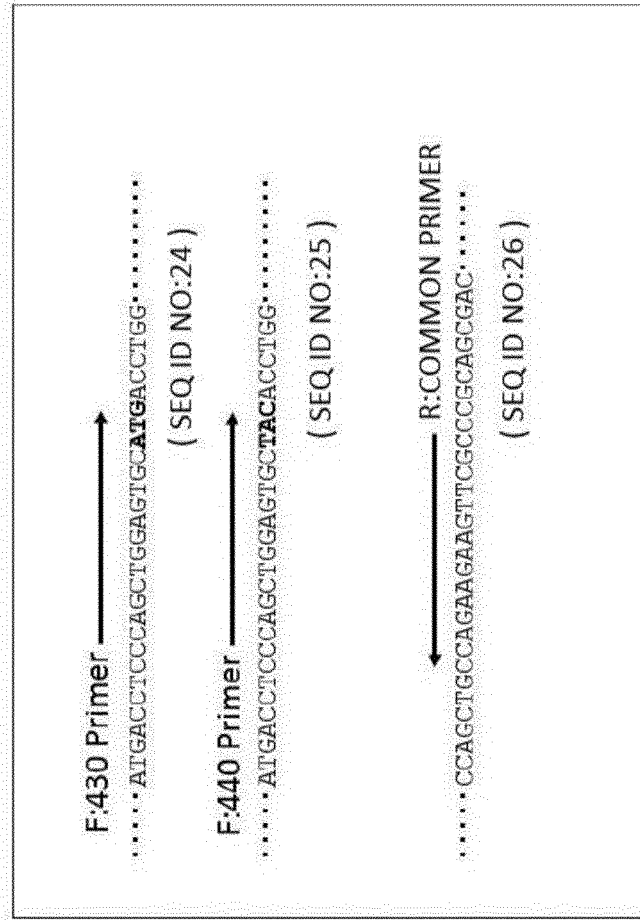 F:430 Primer
·····ATGACCTCCCAGCTGGAGTGCATGACCTGG··········
( SEQ ID NO:24 )
F:440 Primer
·····ATGACCTCCCAGCTGGAGTGCTACACCTGG··········
( SEQ ID NO:25 )
R:COMMON PRIMER
·····CCAGCTGCCAGAAGAAGTTCGCCCGCAGCGAC······
( SEQ ID NO:26 )